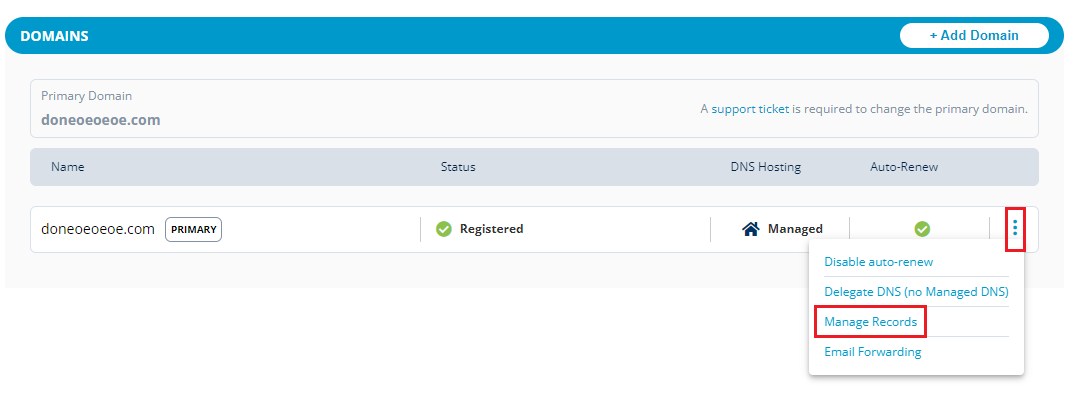 DOMAINS
+ Add Domain
Primary Domain
doneoeoeoe.com
A support ticket is required to change the primary domain.
Name Status DNS Hosting Auto-Renew
doneoeoeoe.com PRIMARY Registered Managed
Disable auto-renew
Delegate DNS (no Managed DNS)
Manage Records
Email Forwarding